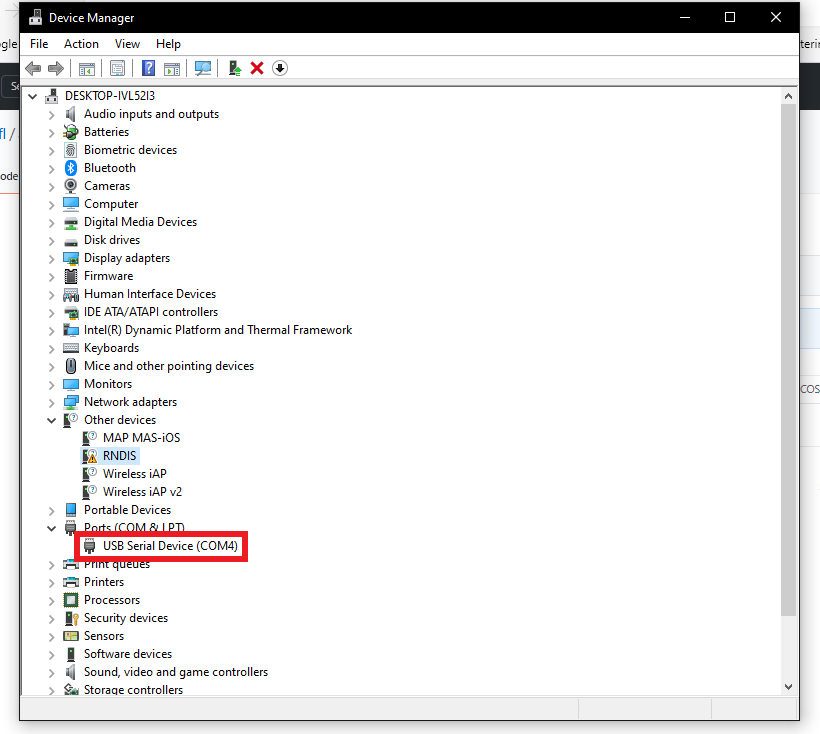 Device Manager
File Action View Help
DESKTOP-IVL52I3
Audio inputs and outputs
Batteries
Biometric devices
Bluetooth
Cameras
Computer
Digital Media Devices
Disk drives
Display adapters
Firmware
Human Interface Devices
IDE ATA/ATAPI controllers
Intel(R) Dynamic Platform and Thermal Framework
Keyboards
Mice and other pointing devices
Monitors
Network adapters
Other devices
MAP MAS-iOS
RNDIS
Wireless iAP
Wireless iAP v2
Portable Devices
Ports (COM & LPT)
USB Serial Device (COM4)
Print queues
Printers
Processors
Security devices
Sensors
Software devices
Sound, video and game controllers
Storage controllers